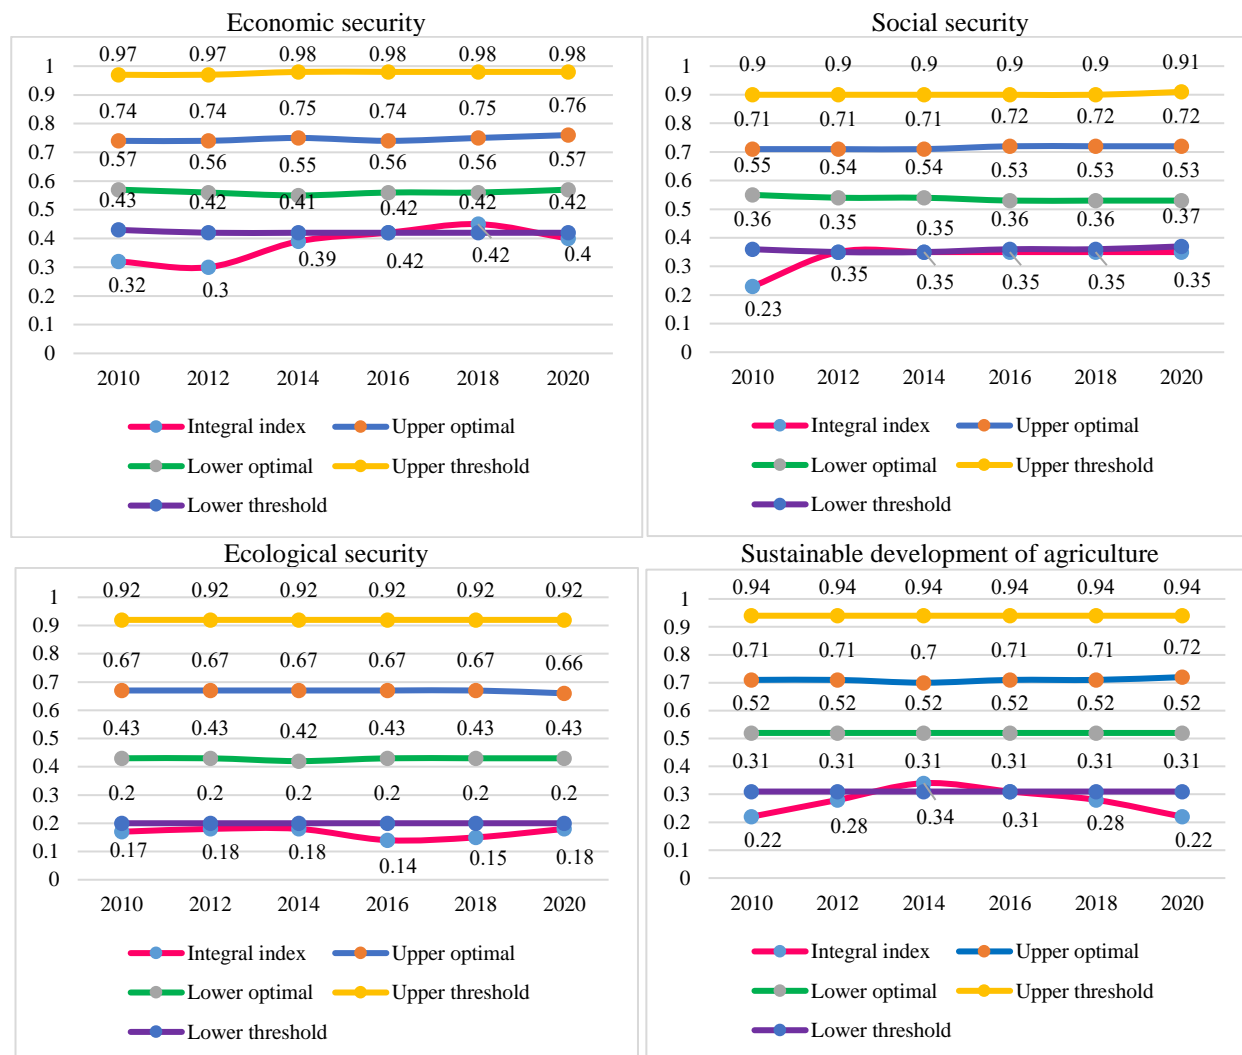 Economic security
0.97 0.97 0.98 0.98 0.98 0.98
1
0.9
0.74 0.74 0.75 0.74 0.75 0.76
0.8
0.7
0.57 0.56 0.55 0.56 0.56 0.57
0.6
0.5
0.43 0.42 0.41 0.42 0.42 0.42
0.4
0.39 0.42 0.42 0.4
0.3
0.32 0.3
0.2
0.1
0
2010 2012 2014 2016 2018 2020
Integral index Upper optimal
Lower optimal Upper threshold
Lower threshold
Social security
0.9 0.9 0.9 0.9 0.9 0.91
1
0.9
0.71 0.71 0.71 0.72 0.72 0.72
0.8
0.7
0.55 0.54 0.54 0.53 0.53 0.53
0.6
0.5
0.36 0.35 0.35 0.36 0.36 0.37
0.4
0.3
0.35 0.35 0.35 0.35 0.35
0.2
0.23
0.1
0
2010 2012 2014 2016 2018 2020
Integral index Upper optimal
Lower optimal Upper threshold
Lower threshold
Ecological security
0.92 0.92 0.92 0.92 0.92 0.92
1
0.9
0.8
0.67 0.67 0.67 0.67 0.67 0.66
0.7
0.6
0.43 0.43 0.42 0.43 0.43 0.43
0.5
0.4
0.2 0.2 0.2 0.2 0.2 0.2
0.3
0.2
0.17 0.18 0.18 0.14 0.15 0.18
0.1
0
2010 2012 2014 2016 2018 2020
Integral index Upper optimal
Lower optimal Upper threshold
Lower threshold
Sustainable development of agriculture
0.94 0.94 0.94 0.94 0.94 0.94
1
0.9
0.71 0.71 0.7 0.71 0.71 0.72
0.8
0.7
0.52 0.52 0.52 0.52 0.52 0.52
0.6
0.5
0.31 0.31 0.31 0.31 0.31 0.31
0.4
0.3
0.28 0.34 0.31 0.28
0.2
0.22 0.22
0.1
0
2010 2012 2014 2016 2018 2020
Integral index Upper optimal
Lower optimal Upper threshold
Lower threshold